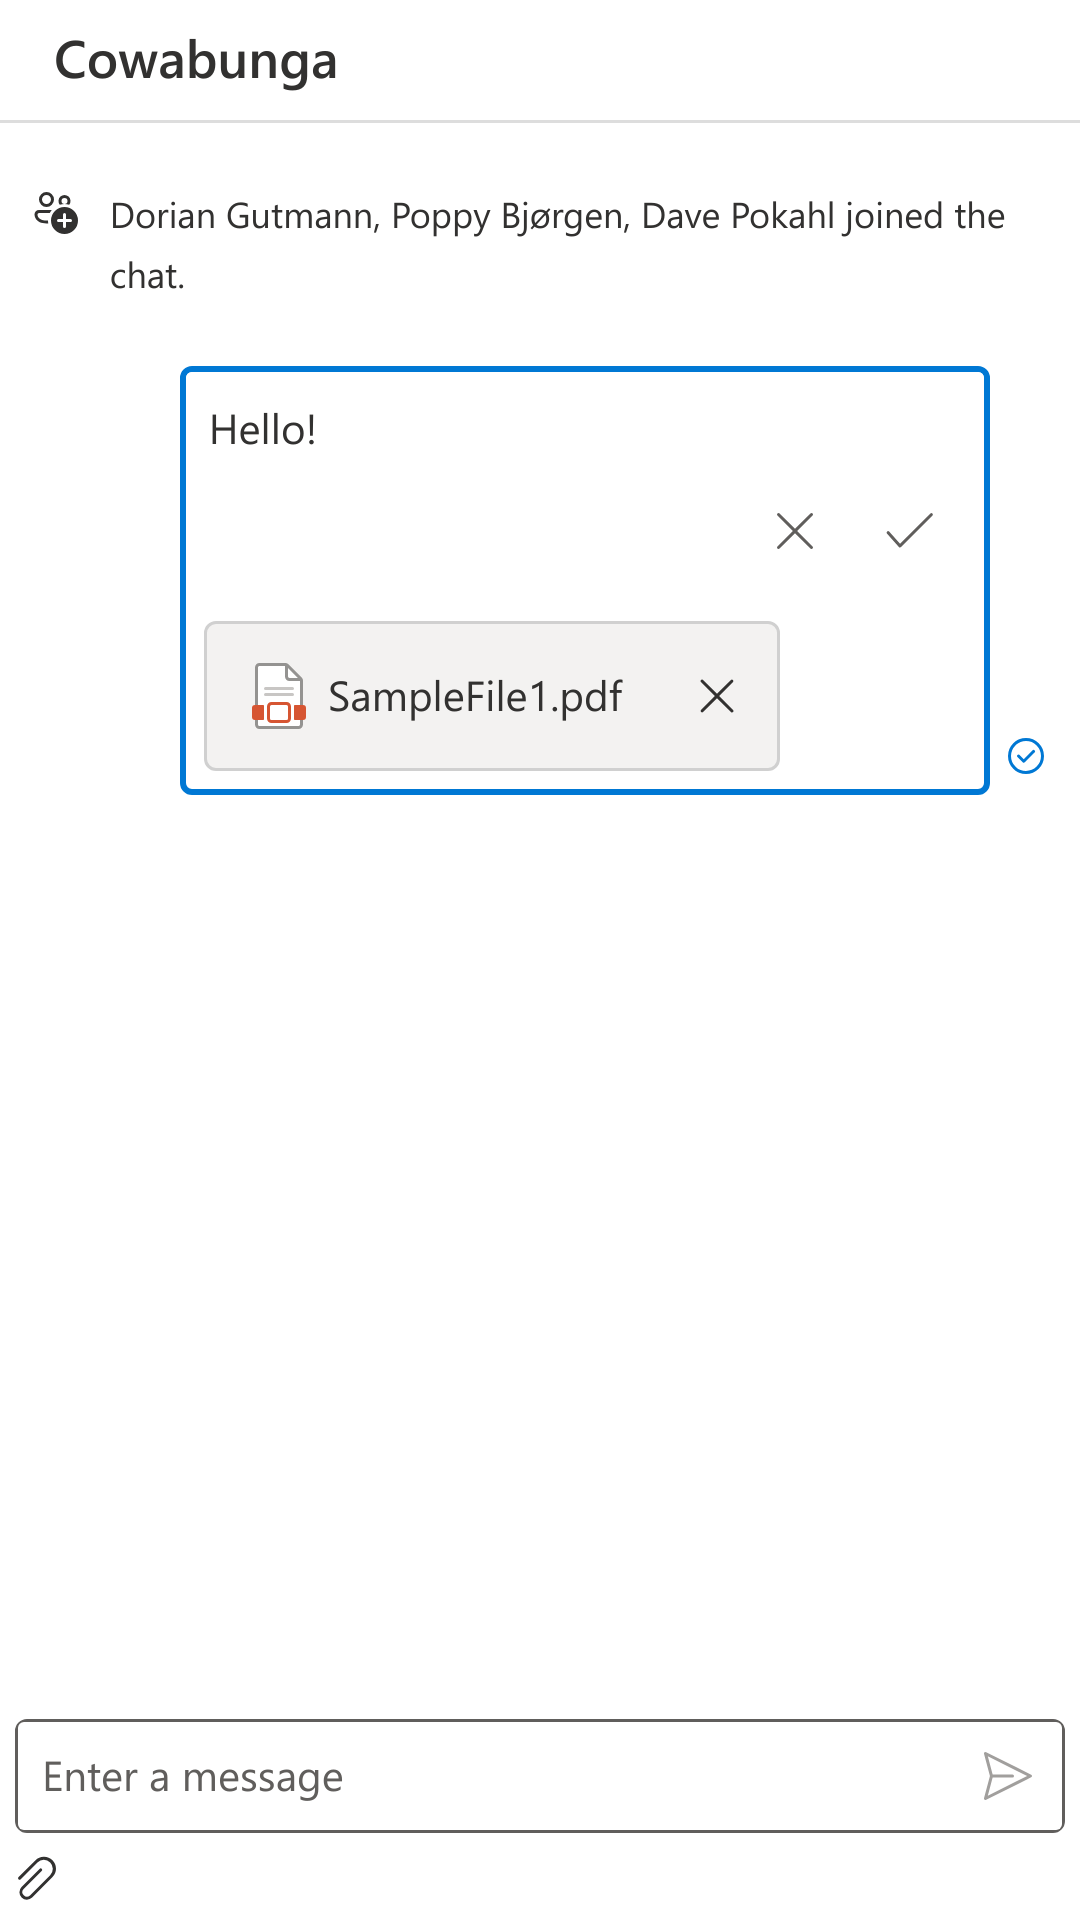 Cowabunga
Dorian Gutmann, Poppy Bjørgen, Dave Pokahl joined the
chat.
Hello!
SampleFile1.pdf
Enter a message